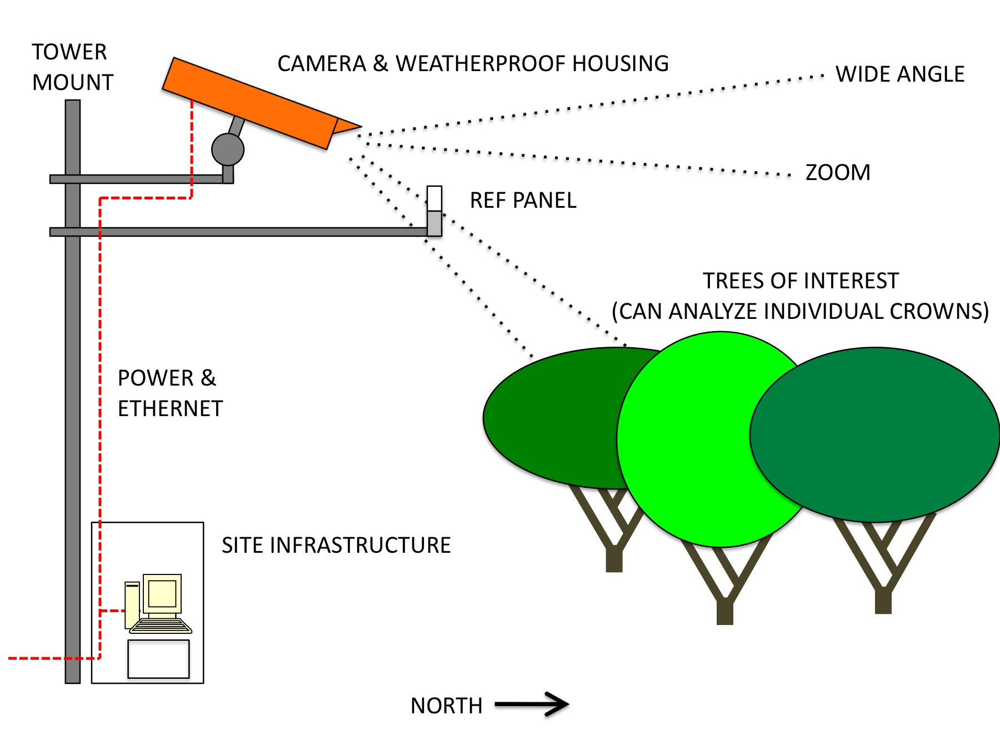 TOWER
MOUNT
CAMERA & WEATHERPROOF HOUSING
WIDE ANGLE
ZOOM
REF PANEL
TREES OF INTEREST
(CAN ANALYZE INDIVIDUAL CROWNS)
POWER &
ETHERNET
SITE INFRASTRUCTURE
NORTH